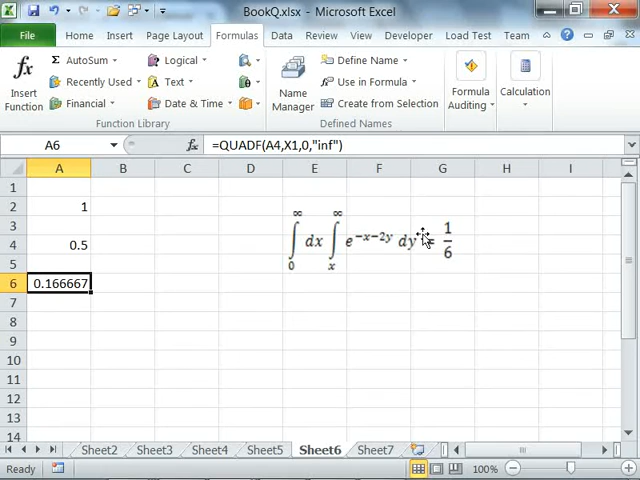 BookQ.xlsx - Microsoft Excel
File Home Insert Page Layout Formulas Data Review View Developer Load Test Team
fx Insert Function
Σ AutoSum
Recently Used
Financial
Logical
Text
Date & Time
Function Library
Name Manager
Define Name
Use in Formula
Create from Selection
Defined Names
Formula Auditing
Calculation
A6 fx =QUADF(A4,X1,0,"inf")
A B C D E F G H I
1
2 1
3
4 0.5
5
6 0.166667
7
8
9
10
11
12
13
14
∞ ∞
∫ dx ∫ e^−x−2y dy = 1/6
0 x
Sheet2 Sheet3 Sheet4 Sheet5 Sheet6 Sheet7
Ready 100%